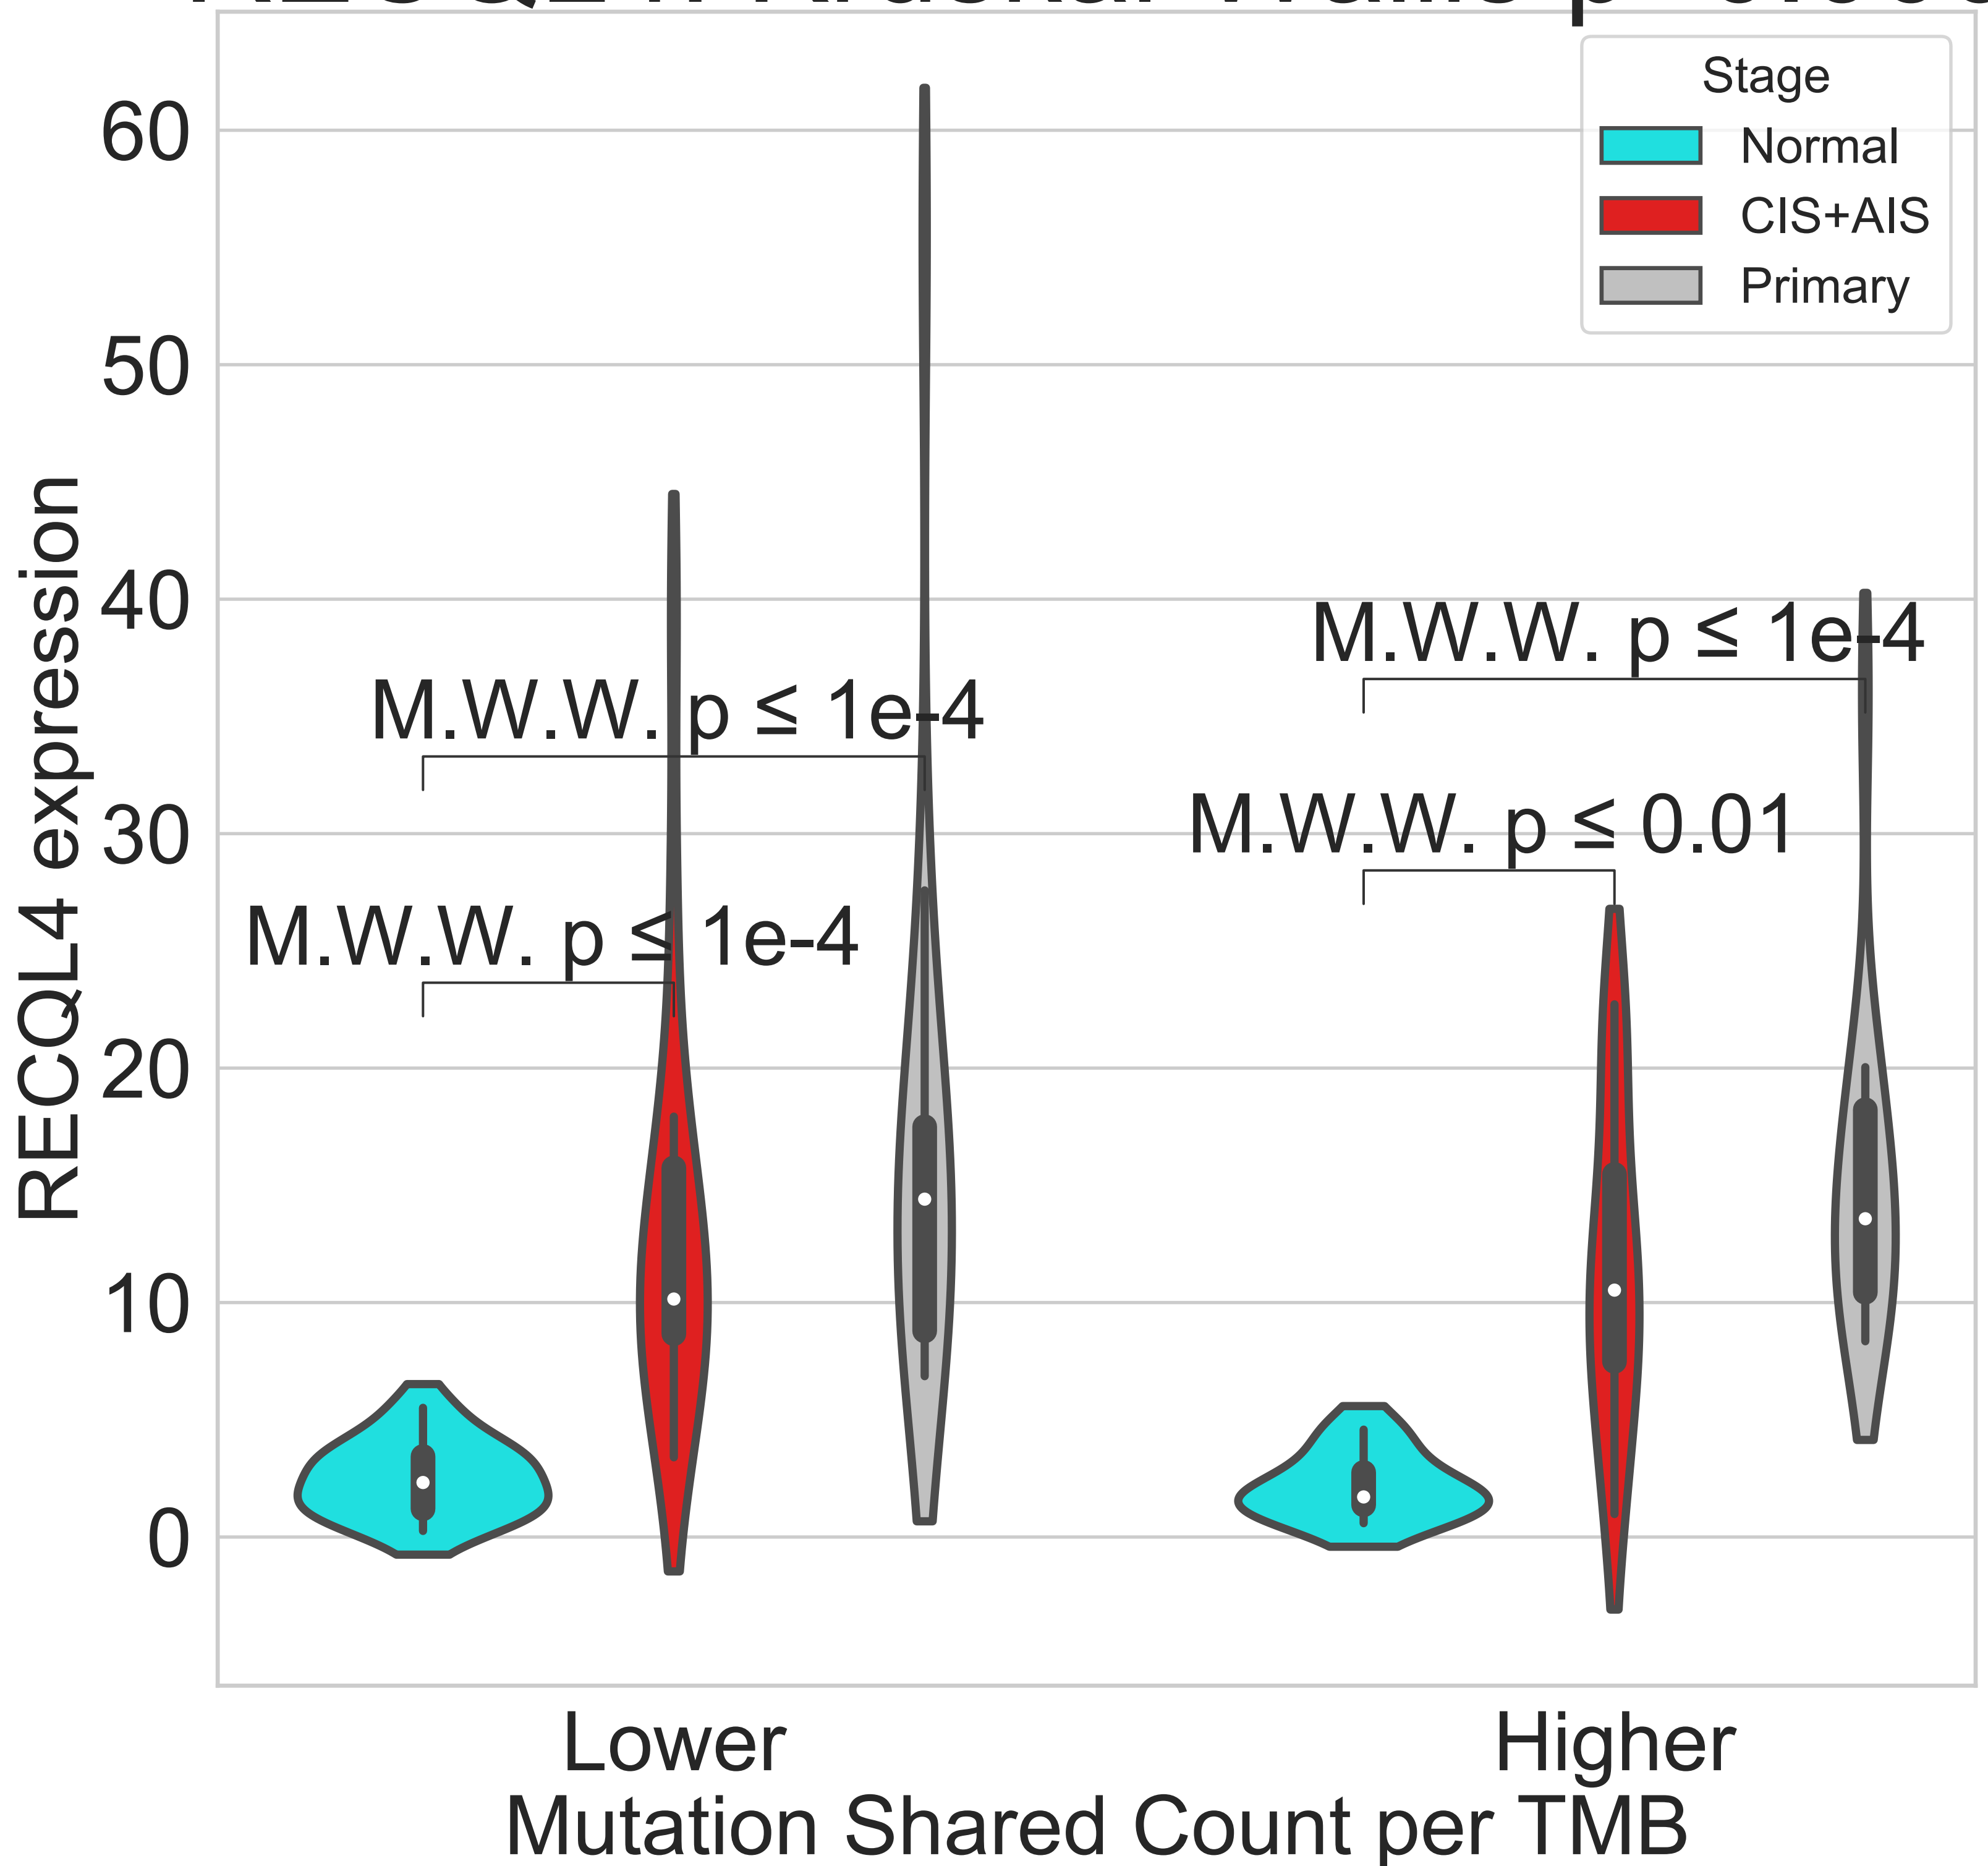 60
50
40
30
20
10
0
RECQL4 expression
Stage
Normal
CIS+AIS
Primary
M.W.W. p ≤ 1e-4
M.W.W. p ≤ 1e-4
M.W.W. p ≤ 1e-4
M.W.W. p ≤ 0.01
Lower
Higher
Mutation Shared Count per TMB